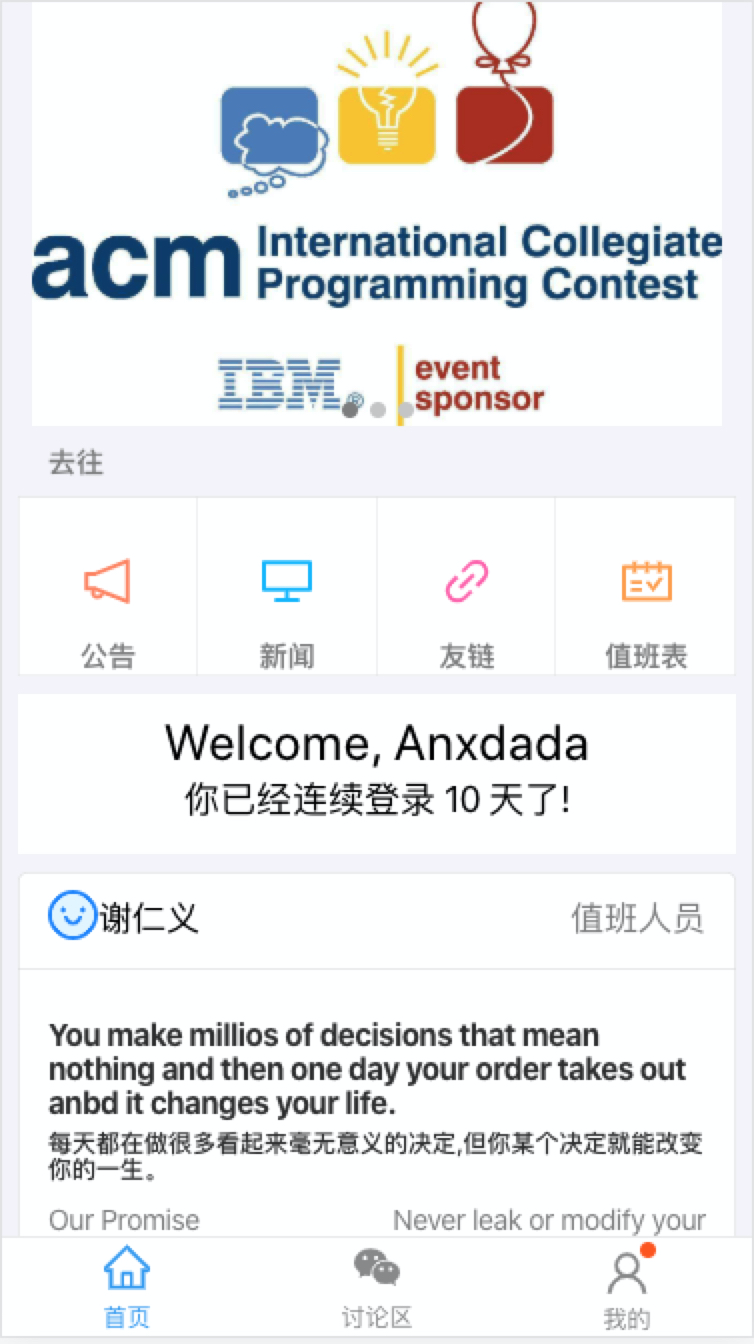 acm International Collegiate
Programming Contest
IBM® event
sponsor
去往
公告 新闻 友链 值班表
Welcome, Anxdada
你已经连续登录 10 天了!
谢仁义 值班人员
You make millios of decisions that mean
nothing and then one day your order takes out
anbd it changes your life.
每天都在做很多看起来毫无意义的决定,但你某个决定就能改变
你的一生。
Our Promise Never leak or modify your
首页 讨论区 我的